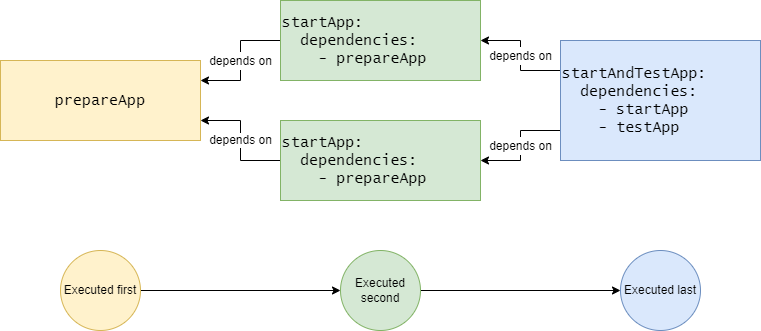 prepareApp
depends on
depends on
startApp:
dependencies:
- prepareApp
startApp:
dependencies:
- prepareApp
depends on
depends on
startAndTestApp:
dependencies:
- startApp
- testApp
Executed first
Executed
second
Executed last